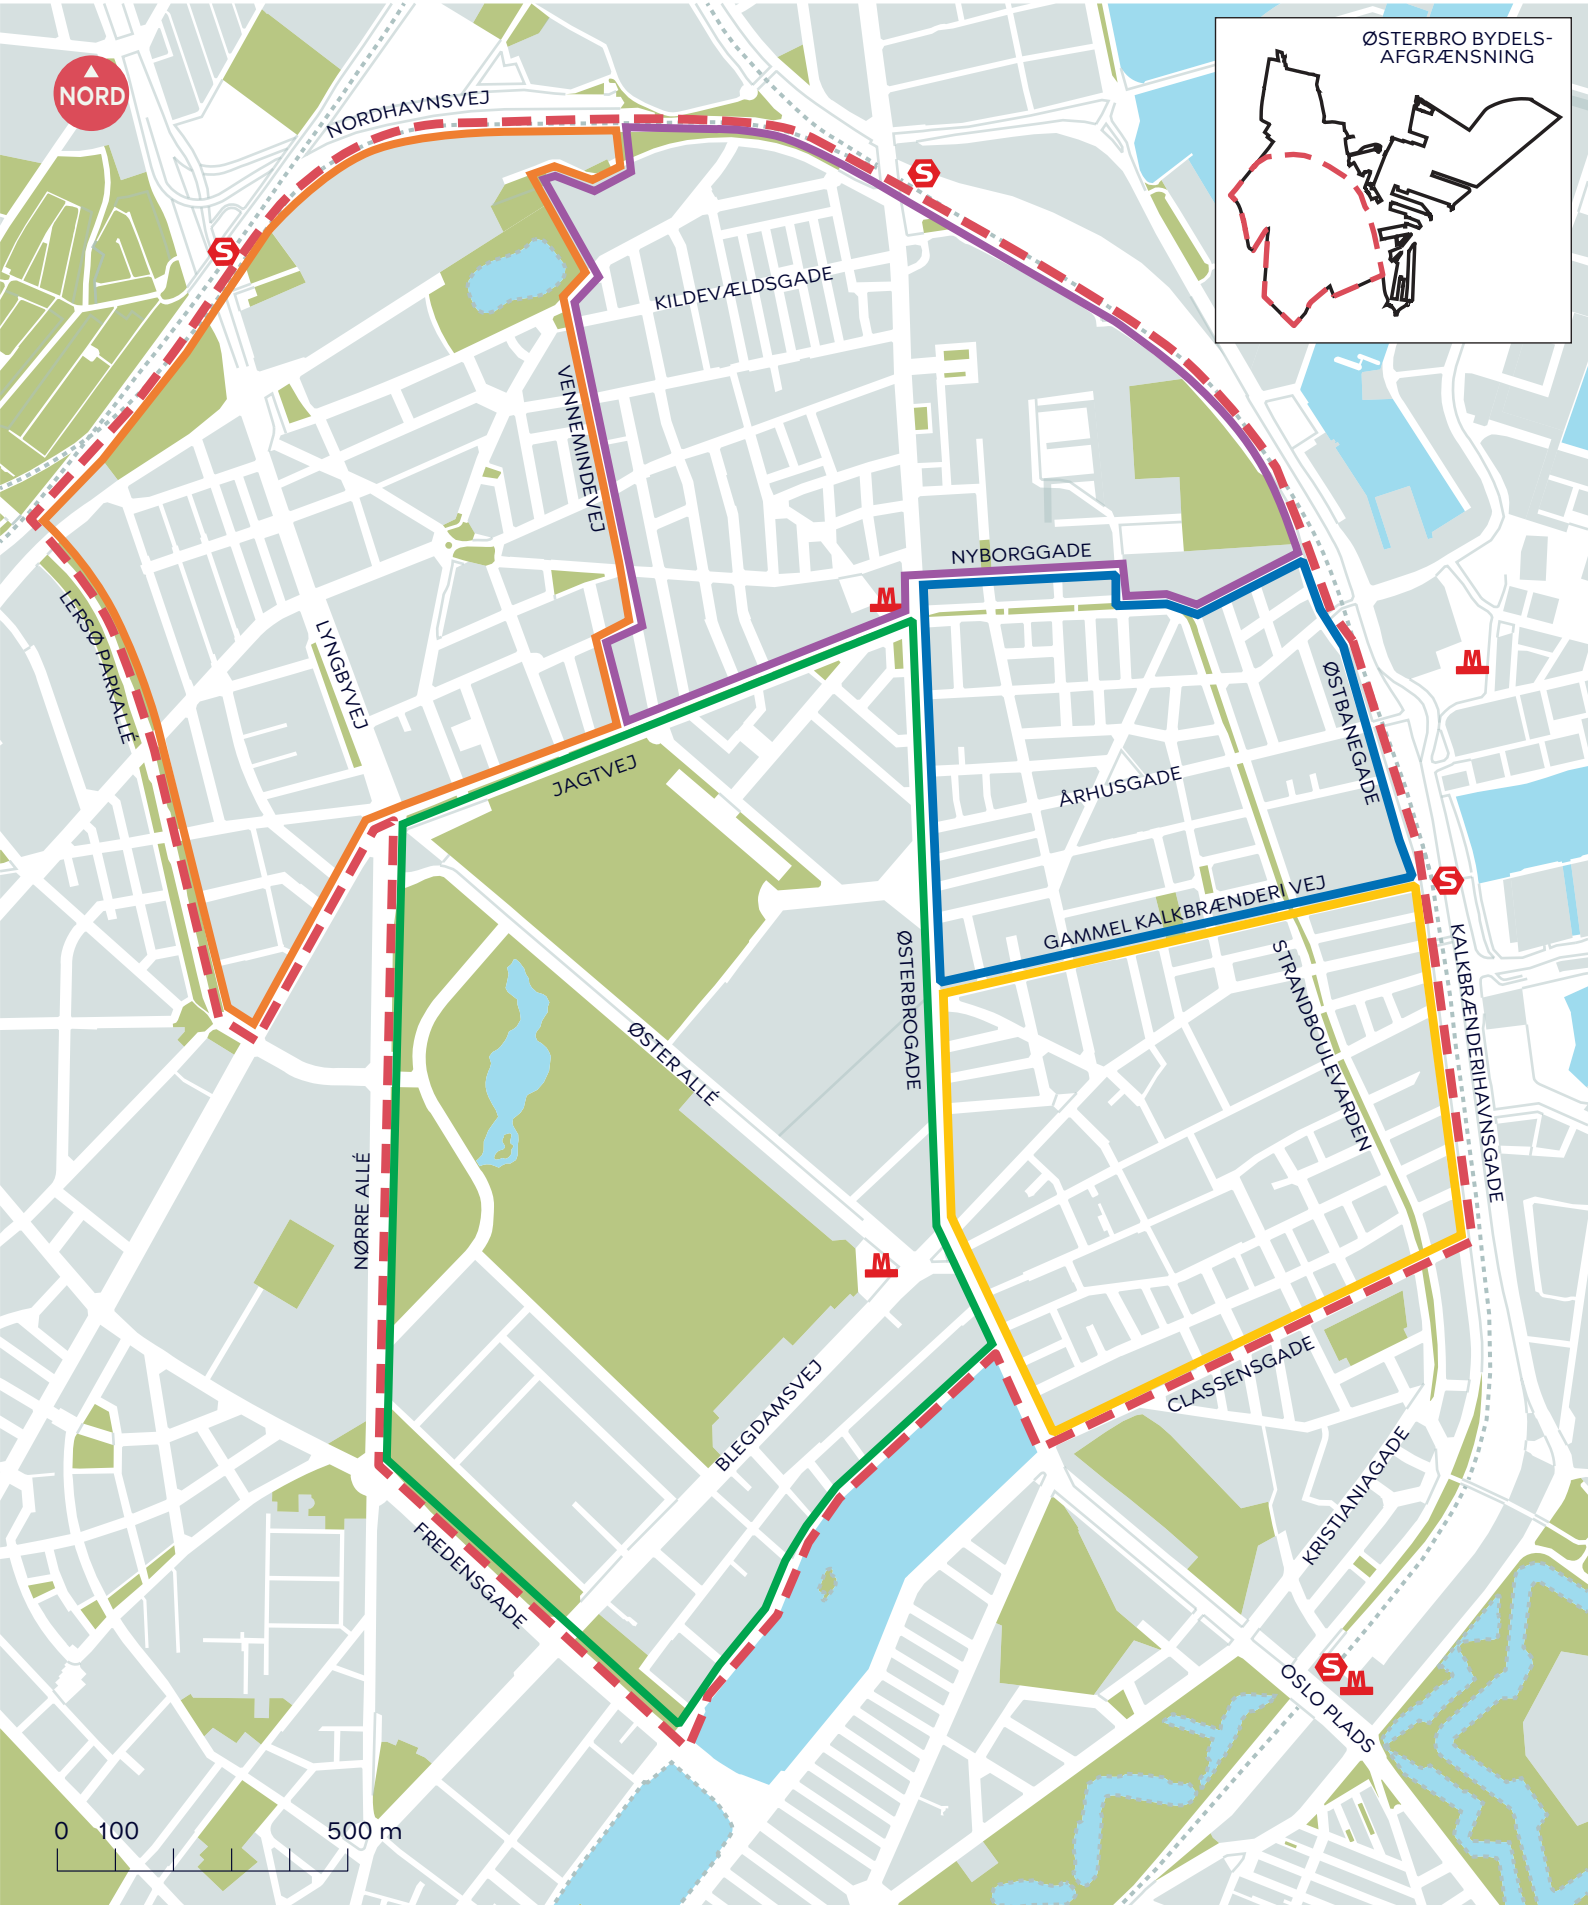 ØSTERBRO BYDELS-
AFGRÆNSNING
NORD
NORDHAVNSVEJ
S
S
KILDEVÆLDSGADE
VENNEMINDEVEJ
NYBORGGADE
M
LERSØ PARKALLÉ
LYNGBYVEJ
M
ØSTBANEGADE
JAGTVEJ
ÅRHUSGADE
S
GAMMEL KALKBRÆNDERI VEJ
ØSTERBROGADE
STRANDBOULEVARDEN
KALKBRÆNDERIHAVNSGADE
ØSTER ALLÉ
NØRRE ALLÉ
M
CLASSENSGADE
BLEGDAMSVEJ
KRISTIANIAGADE
FREDENSGADE
S
M
OSLO PLADS
0 100 500 m